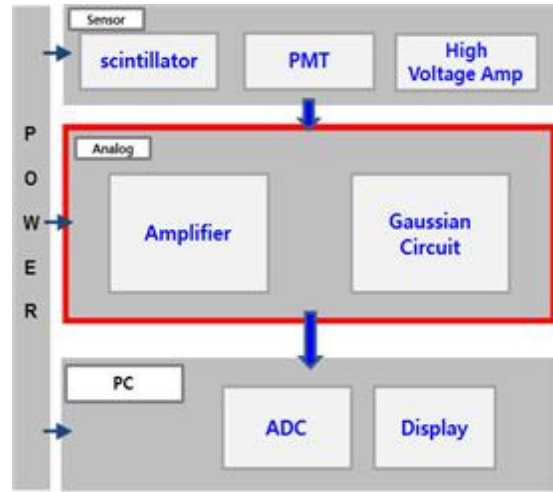 Sensor
scintillator
PMT
High
Voltage Amp
P
O
W
E
R
Analog
Amplifier
Gaussian
Circuit
PC
ADC
Display